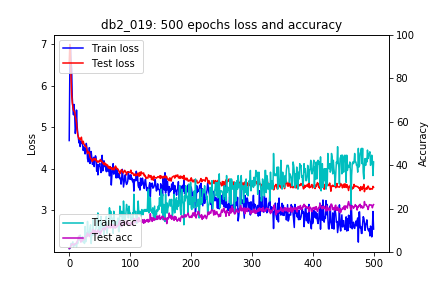 db2_019: 500 epochs loss and accuracy
7
6
5
4
3
Loss
Train loss
Test loss
Train acc
Test acc
100
80
60
40
20
0
Accuracy
0 100 200 300 400 500